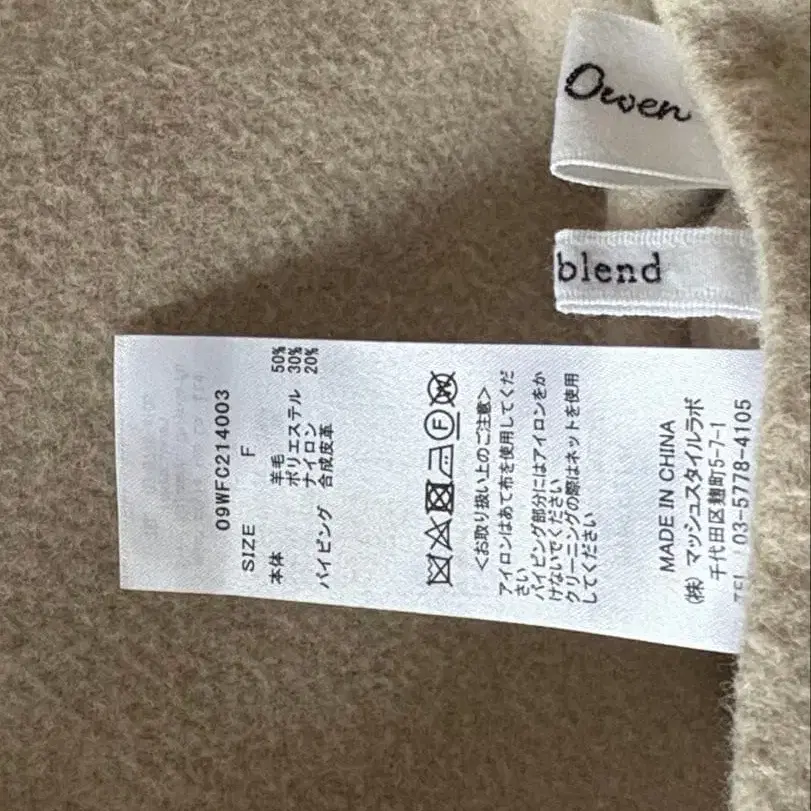 Owen
blend
09WFC214003
SIZE F
本体 羊毛 50%
ポリエステル 30%
ナイロン 20%
パイピング 合成皮革
<お取り扱い上のご注意>
アイロンはあて布を使用してくだ
さい
パイピング部分にはアイロンをか
けないでください
クリーニングの際はネットを使用
してください
MADE IN CHINA
(株) マッシュスタイルラボ
千代田区麹町5-7-1
TEL 03-5778-4105